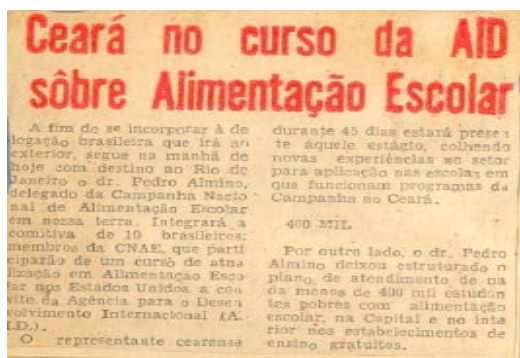 Ceará no curso da AID
sôbre Alimentação Escolar
A fim de se incorporar à de
legação brasileira que irá ao
exterior, segue na manhã de
hoje com destino ao Rio de
Janeiro o dr. Pedro Almino,
delegado da Campanha Nacio
nal de Alimentação Escolar
em nossa terra. Integrará a
comitiva de 10 brasileiros,
membros da CNAE, que parti
ciparão de um curso de atua
lização em Alimentação Esco
lar nos Estados Unidos, a con
vite da Agência para o Desen
volvimento Internacional (A.
I.D.).
O representante cearense
durante 45 dias estará presen
te àquele estágio, colhendo
novas experiências no setor
para aplicação nas escolas em
que funcionam programas da
Campanha no Ceará.
400 MIL
Por outro lado, o dr. Pedro
Almino deixou estruturado o
plano de atendimento de na
da menos de 400 mil estudan
tes pobres com alimentação
escolar, na Capital e no inte
rior nos estabelecimentos de
ensino gratuitos.